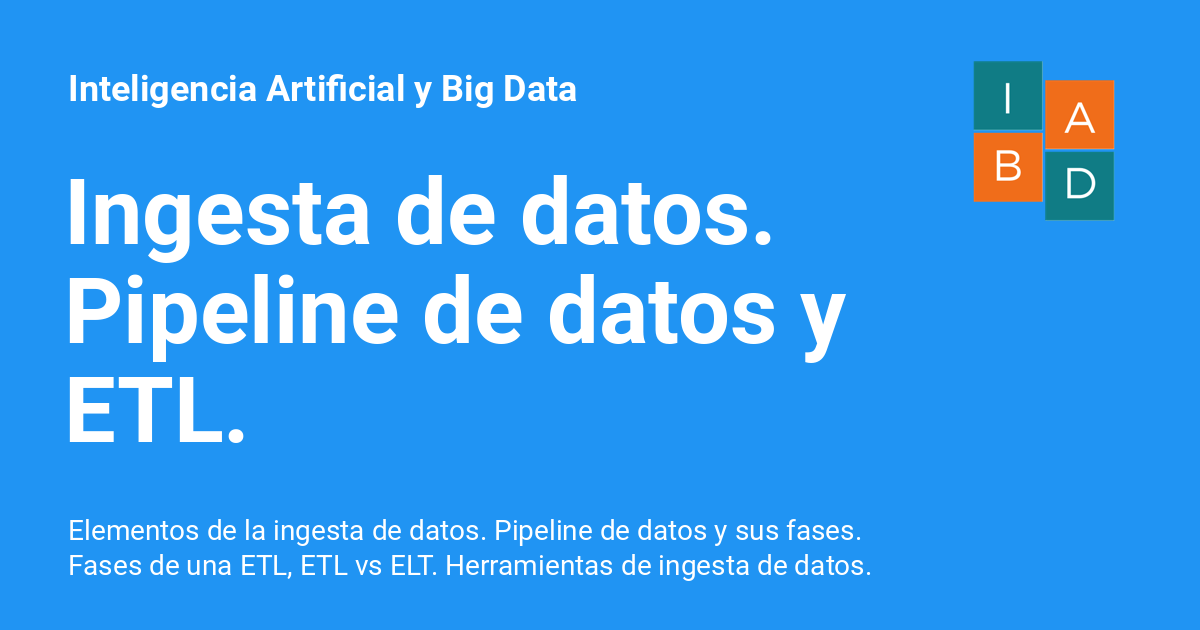 Inteligencia Artificial y Big Data
I A
B D
Ingesta de datos.
Pipeline de datos y
ETL.
Elementos de la ingesta de datos. Pipeline de datos y sus fases.
Fases de una ETL, ETL vs ELT. Herramientas de ingesta de datos.